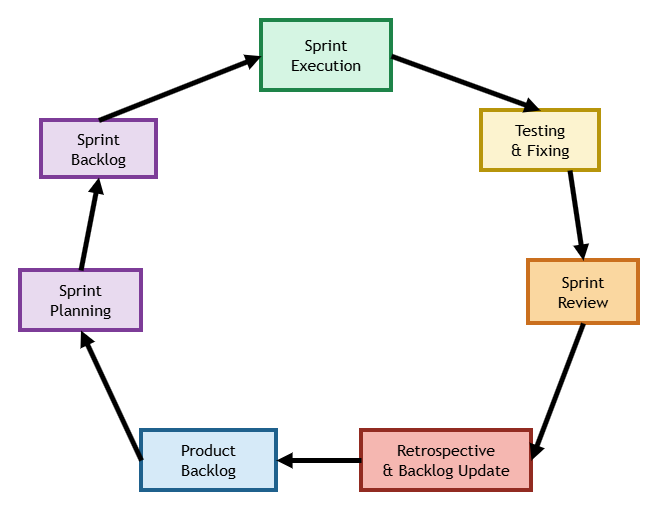 Sprint
Execution
Testing
& Fixing
Sprint
Backlog
Sprint
Review
Sprint
Planning
Product
Backlog
Retrospective
& Backlog Update